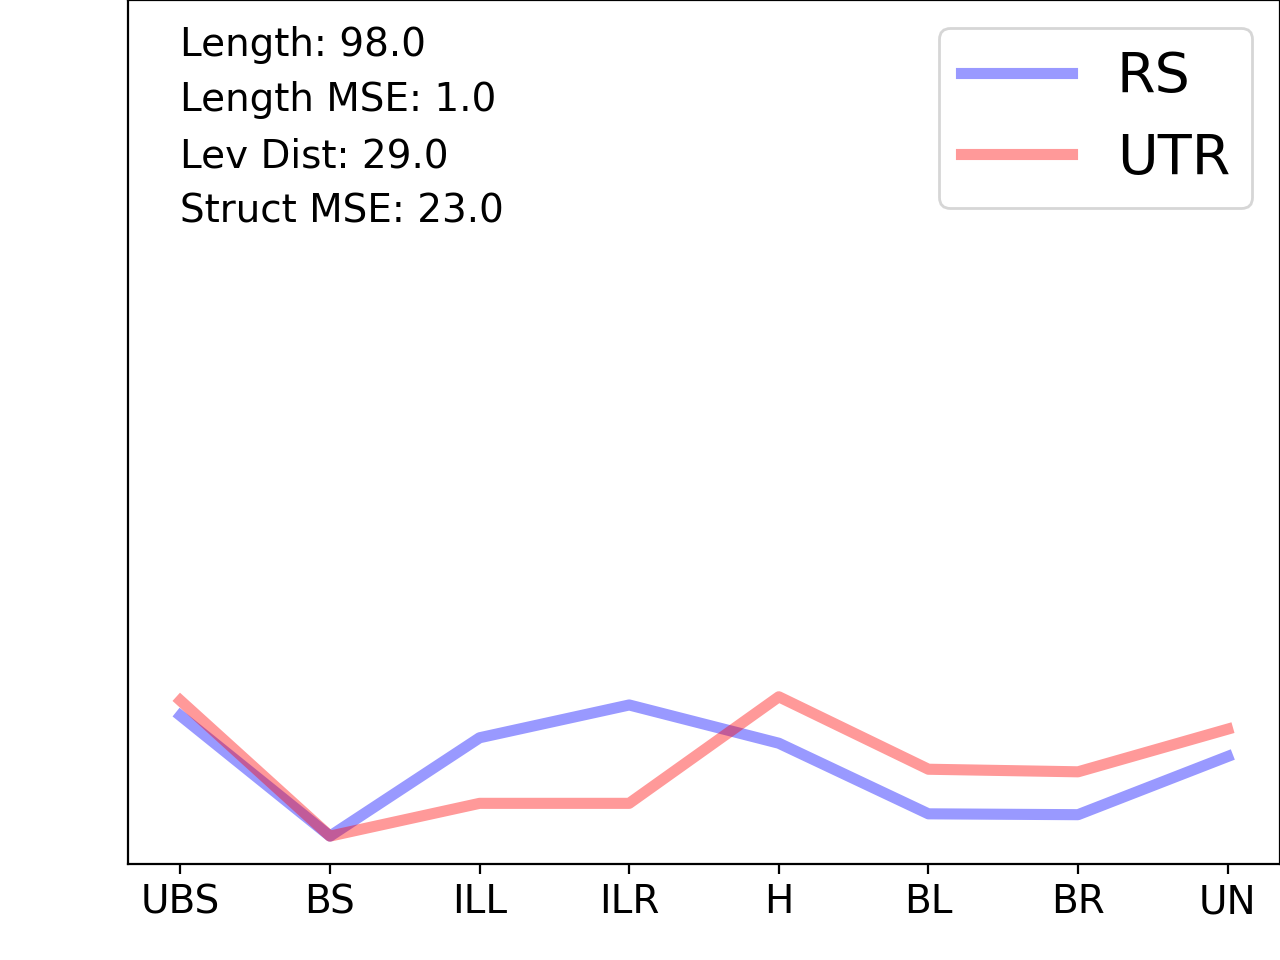 Length: 98.0
Length MSE: 1.0
Lev Dist: 29.0
Struct MSE: 23.0
RS
UTR
UBS BS ILL ILR H BL BR UN